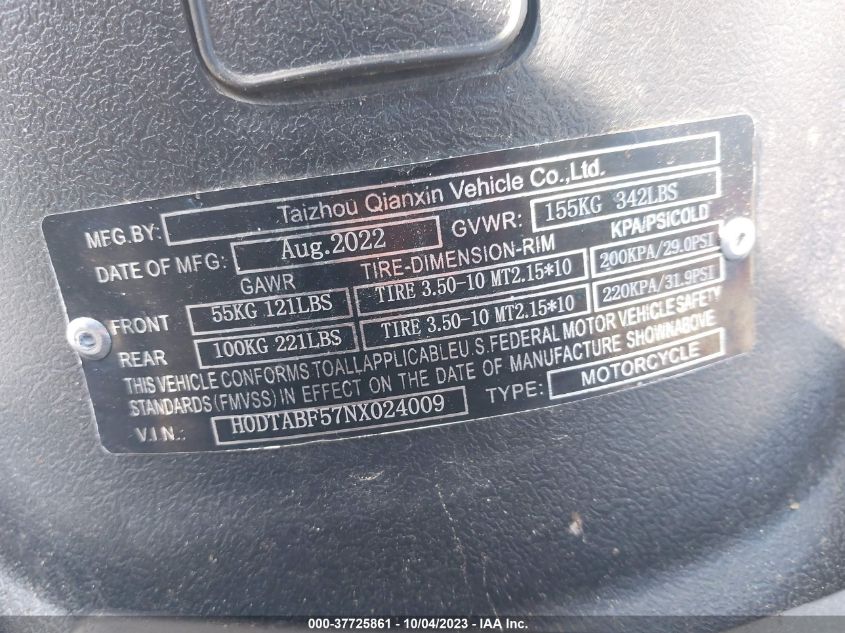 MFG.BY: Taizhou Qianxin Vehicle Co.,Ltd.
DATE OF MFG: Aug.2022 GVWR: 155KG 342LBS
GAWR TIRE-DIMENSION-RIM KPA/PSICOLD
FRONT 55KG 121LBS TIRE 3.50-10 MT2.15*10 200KPA/29.0PSI
REAR 100KG 221LBS TIRE 3.50-10 MT2.15*10 220KPA/31.9PSI
THIS VEHICLE CONFORMS TOALLAPPLICABLEU.S.FEDERAL MOTOR VEHICLE SAFETY
STANDARDS(FMVSS) IN EFFECT ON THE DATE OF MANUFACTURE SHOWNABOVE
V.I.N.: H0DTABF57NX024009 TYPE: MOTORCYCLE
000-37725861 - 10/04/2023 - US - IAA Inc.